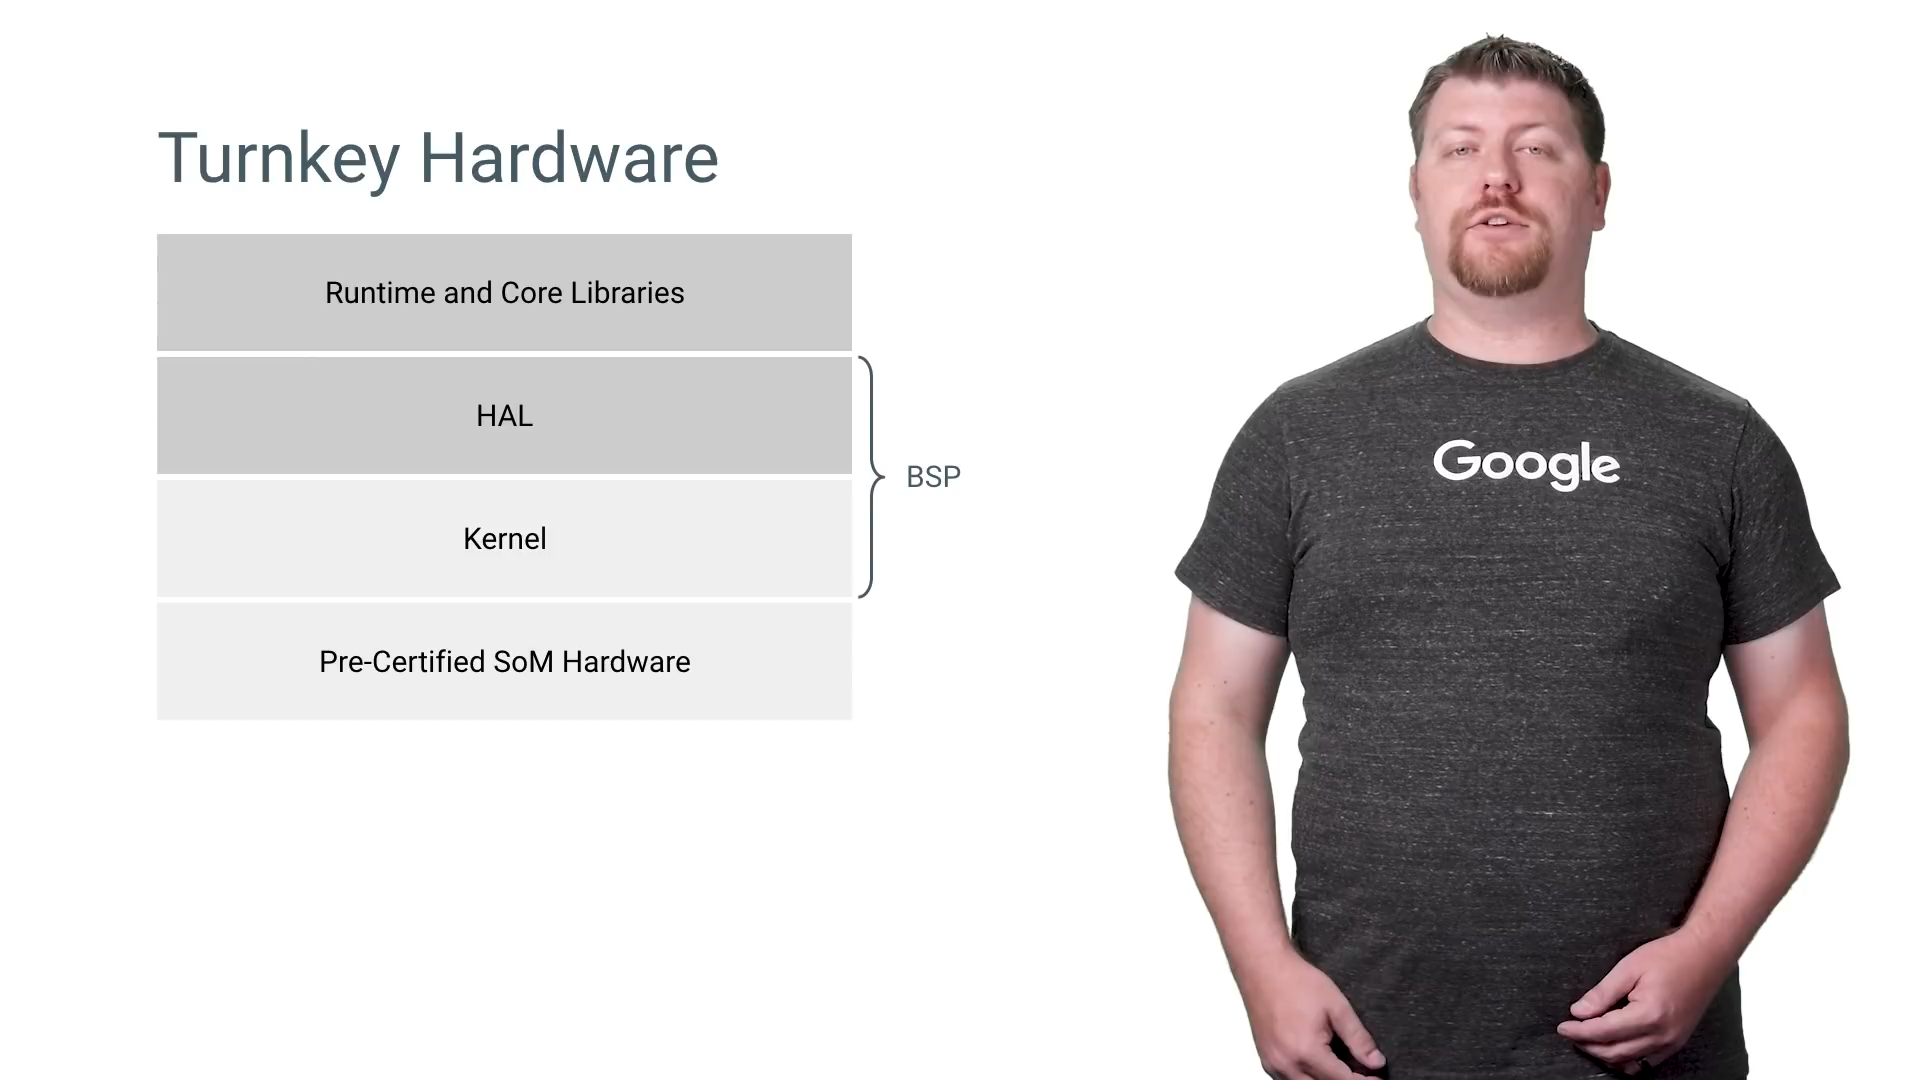 Turnkey Hardware
Runtime and Core Libraries
HAL
Kernel
BSP
Pre-Certified SoM Hardware
Google